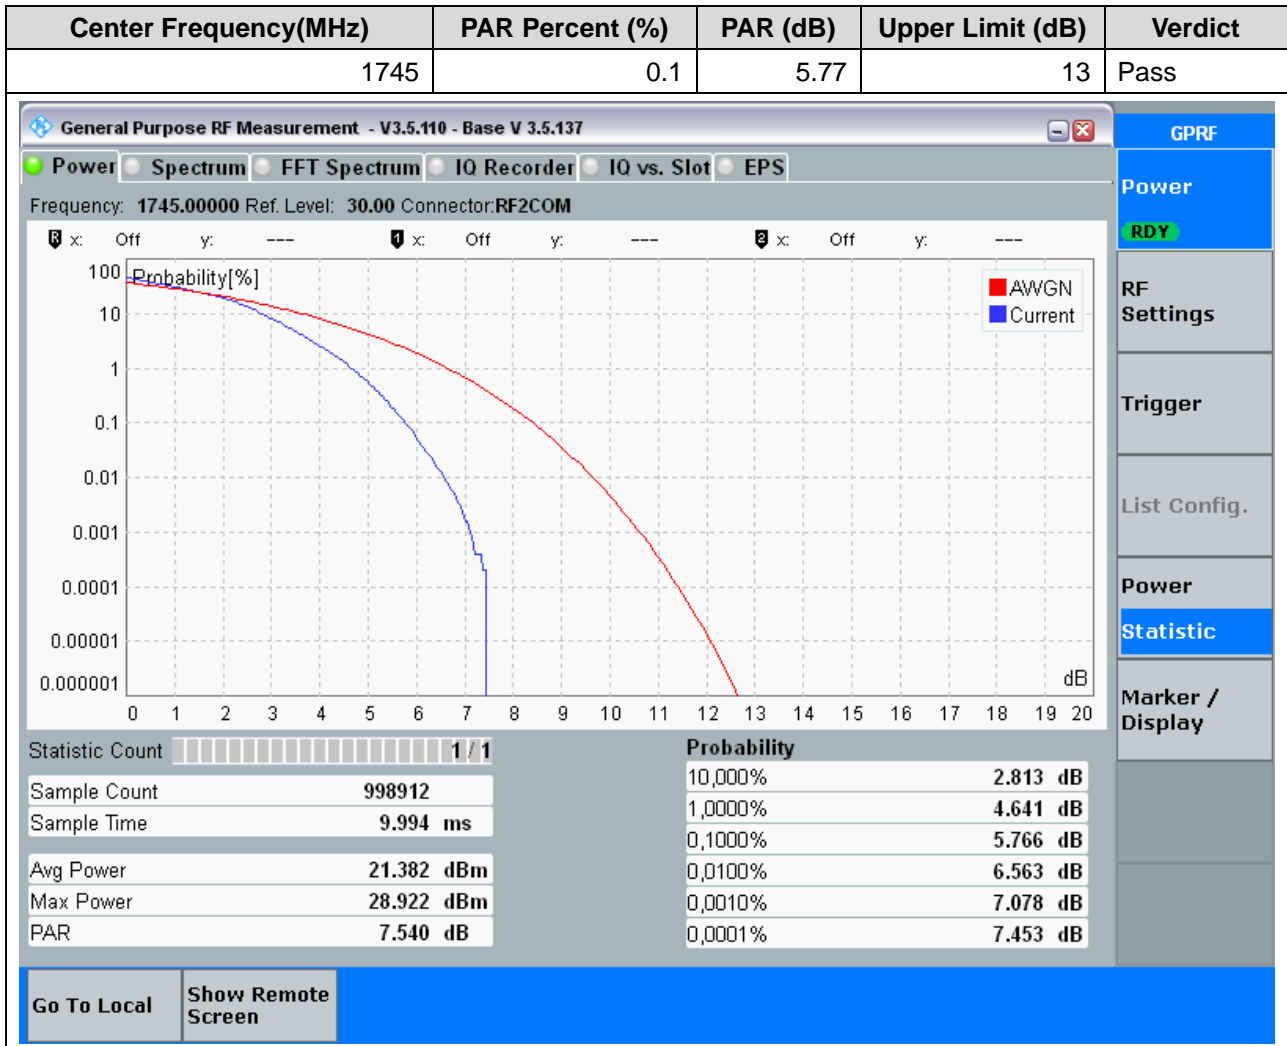 Center Frequency(MHz) PAR Percent (%) PAR (dB) Upper Limit (dB) Verdict
1745 0.1 5.77 13 Pass
General Purpose RF Measurement - V3.5.110 - Base V 3.5.137
GPRF
Power Spectrum FFT Spectrum IQ Recorder IQ vs. Slot EPS
Power
RDY
Frequency: 1745.00000 Ref. Level: 30.00 Connector:RF2COM
R x: Off y: --- 1 x: Off y: --- 2 x: Off y: ---
Probability[%]
AWGN
Current
100
10
1
0.1
0.01
0.001
0.0001
0.00001
0.000001
dB
0 1 2 3 4 5 6 7 8 9 10 11 12 13 14 15 16 17 18 19 20
RF
Settings
Trigger
List Config.
Power
Statistic
Marker /
Display
Statistic Count 1 / 1
Sample Count 998912
Sample Time 9.994 ms
Avg Power 21.382 dBm
Max Power 28.922 dBm
PAR 7.540 dB
Probability
10,000% 2.813 dB
1,0000% 4.641 dB
0,1000% 5.766 dB
0,0100% 6.563 dB
0,0010% 7.078 dB
0,0001% 7.453 dB
Go To Local
Show Remote
Screen